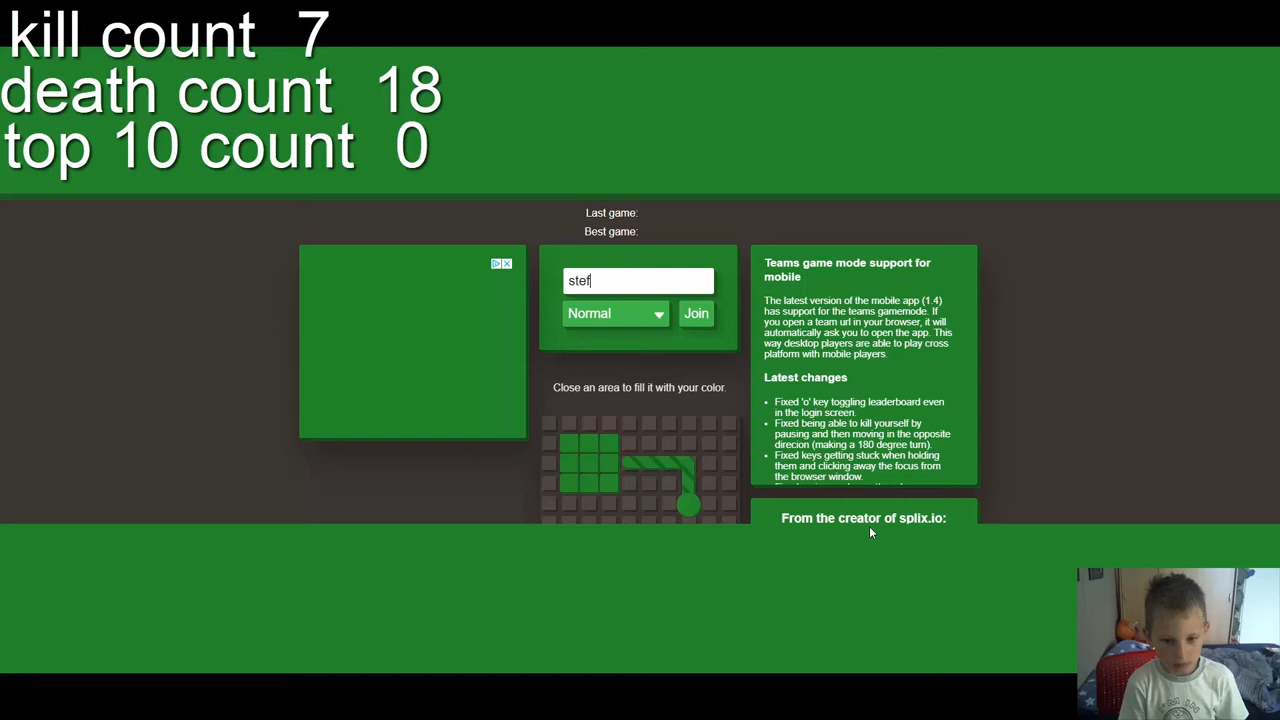 kill count 7
death count 18
top 10 count 0
Last game:
Best game:
stef
Normal
Join
Close an area to fill it with your color.
Teams game mode support for
mobile
The latest version of the mobile app (1.4)
has support for the teams gamemode. If
you open a team url in your browser, it will
automatically ask you to open the app. This
way desktop players are able to play cross
platform with mobile players.
Latest changes
• Fixed 'o' key toggling leaderboard even
in the login screen.
• Fixed being able to kill yourself by
pausing and then moving in the opposite
direcion (making a 180 degree turn).
• Fixed keys getting stuck when holding
them and clicking away the focus from
the browser window.
From the creator of splix.io: